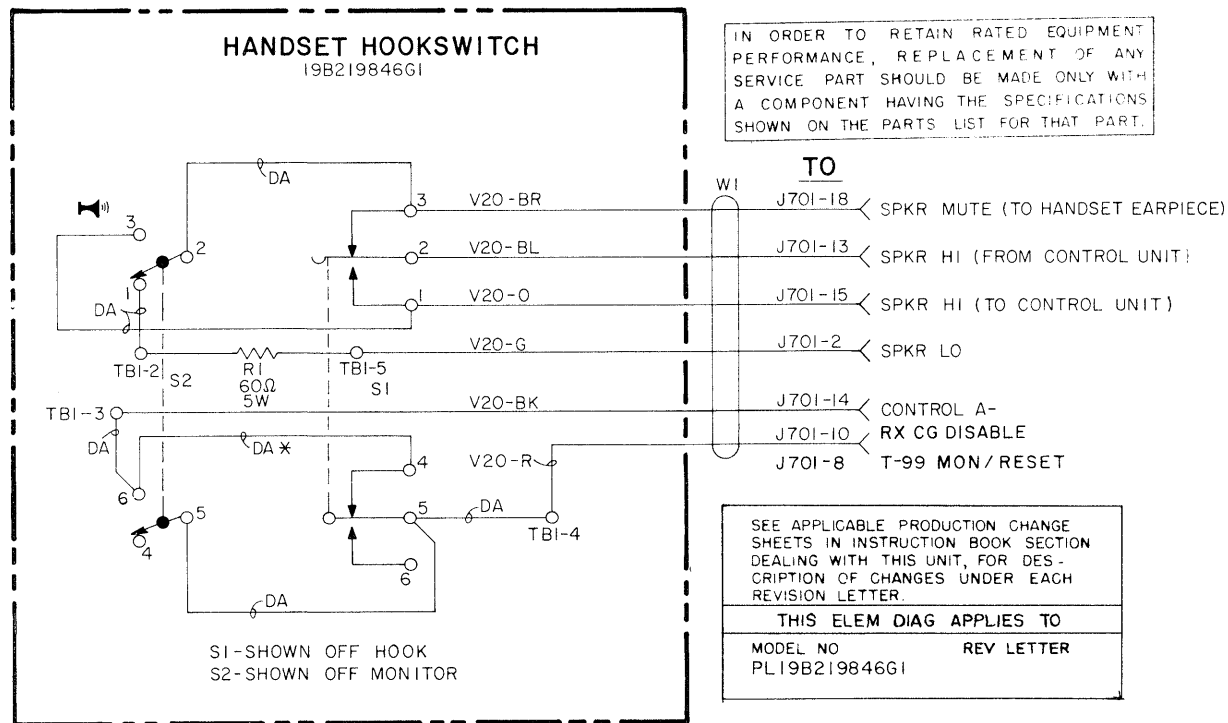 HANDSET HOOKSWITCH
19B219846G1
IN ORDER TO RETAIN RATED EQUIPMENT
PERFORMANCE, REPLACEMENT OF ANY
SERVICE PART SHOULD BE MADE ONLY WITH
A COMPONENT HAVING THE SPECIFICATIONS
SHOWN ON THE PARTS LIST FOR THAT PART.
TO
W1
DA
3
V20-BR
J701-18
SPKR MUTE (TO HANDSET EARPIECE)
3
2
2
V20-BL
J701-13
SPKR HI (FROM CONTROL UNIT)
1
DA
1
V20-O
J701-15
SPKR HI (TO CONTROL UNIT)
TB1-2
S2
R1
60Ω
5W
TB1-5
S1
V20-G
J701-2
SPKR LO
TB1-3
V20-BK
J701-14
CONTROL A-
DA
DA *
4
V20-R
J701-10
RX CG DISABLE
J701-8
T-99 MON/RESET
6
5
4
5
DA
TB1-4
6
DA
S1-SHOWN OFF HOOK
S2-SHOWN OFF MONITOR
SEE APPLICABLE PRODUCTION CHANGE
SHEETS IN INSTRUCTION BOOK SECTION
DEALING WITH THIS UNIT, FOR DES-
CRIPTION OF CHANGES UNDER EACH
REVISION LETTER.
THIS ELEM DIAG APPLIES TO
MODEL NO REV LETTER
PL19B219846G1